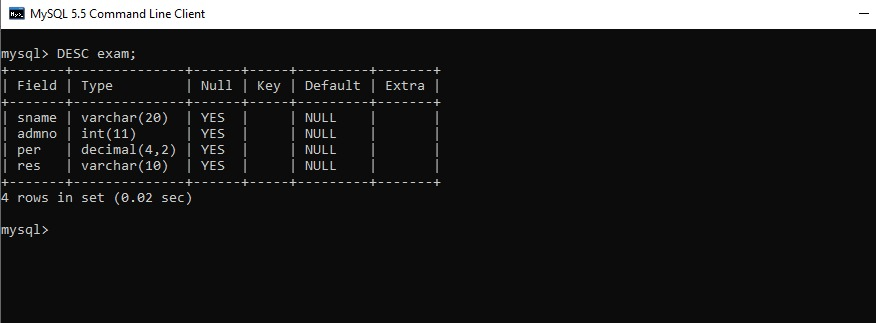 MySQL 5.5 Command Line Client
mysql> DESC exam;
+-------+--------------+------+-----+---------+-------+
| Field | Type         | Null | Key | Default | Extra |
+-------+--------------+------+-----+---------+-------+
| sname | varchar(20)  | YES  |     | NULL    |       |
| admno | int(11)      | YES  |     | NULL    |       |
| per   | decimal(4,2) | YES  |     | NULL    |       |
| res   | varchar(10)  | YES  |     | NULL    |       |
+-------+--------------+------+-----+---------+-------+
4 rows in set (0.02 sec)
mysql>